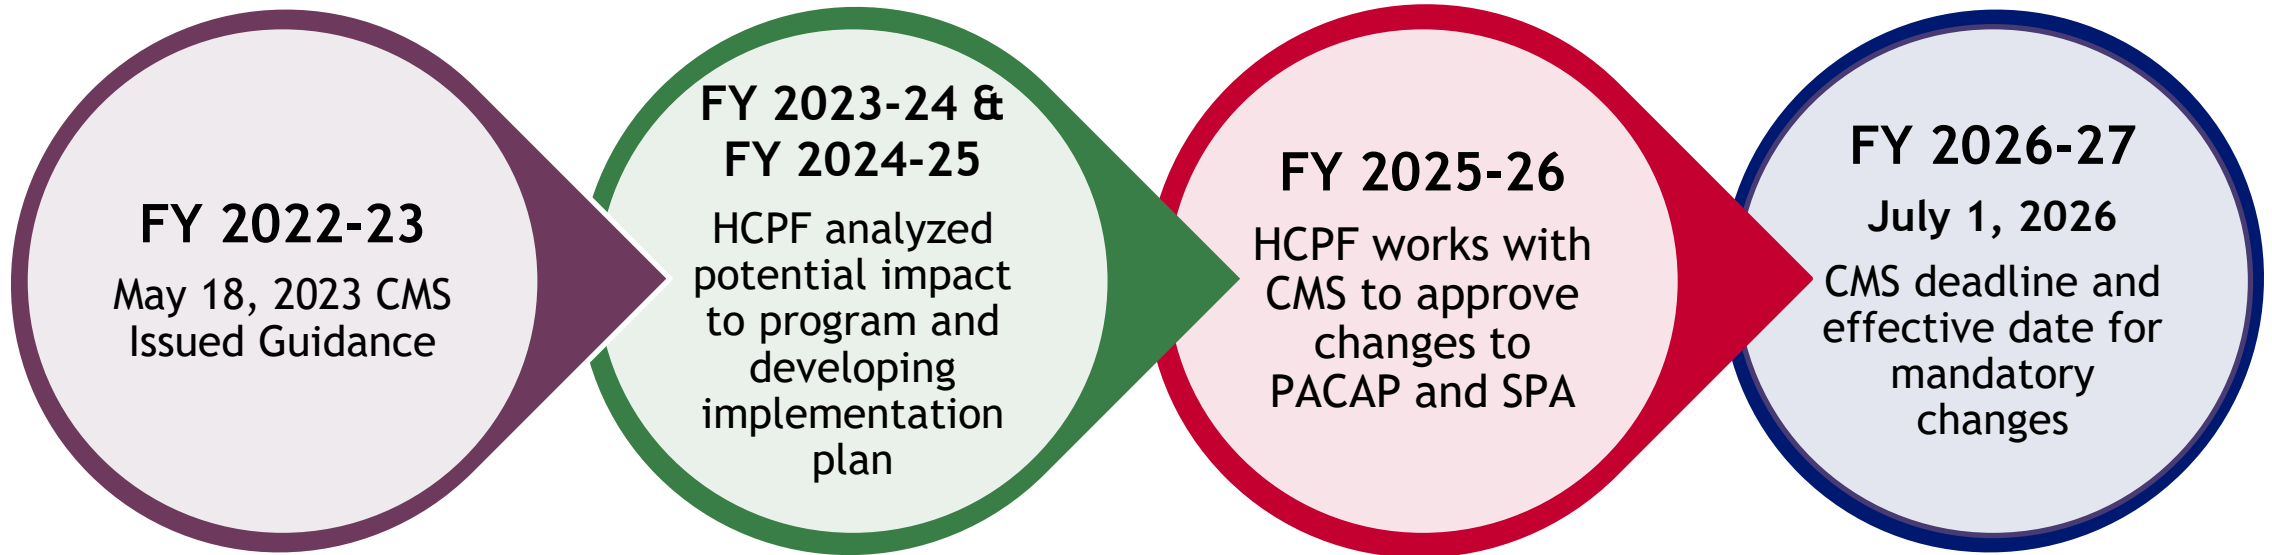 FY 2022-23
May 18, 2023 CMS
Issued Guidance
FY 2023-24 &
FY 2024-25
HCPF analyzed
potential impact
to program and
developing
implementation
plan
FY 2025-26
HCPF works with
CMS to approve
changes to
PACAP and SPA
FY 2026-27
July 1, 2026
CMS deadline and
effective date for
mandatory
changes